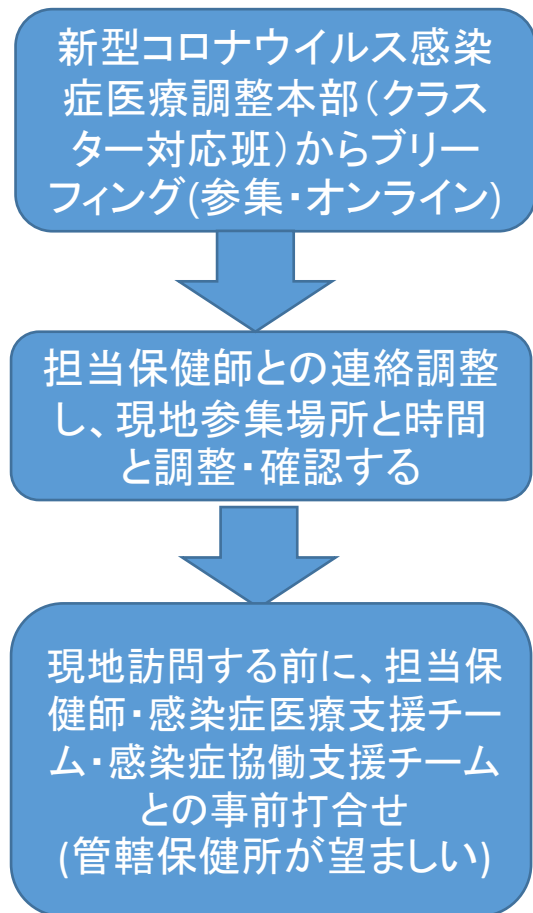 新型コロナウイルス感染
症医療調整本部（クラス
ター対応班）からブリー
フィング(参集・オンライン)
担当保健師との連絡調整
し、現地参集場所と時間
と調整・確認する
現地訪問する前に、担当保
健師・感染症医療支援チー
ム・感染症協働支援チーム
との事前打合せ
(管轄保健所が望ましい)